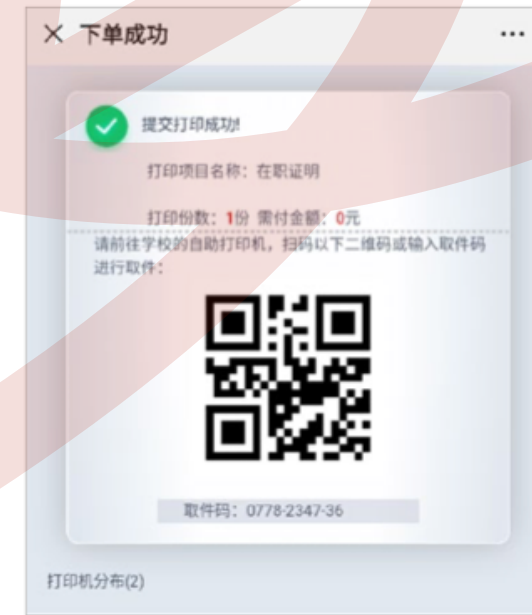 下单成功
提交打印成功!
打印项目名称：在职证明
打印份数：1份 需付金额：0元
请前往学校的自助打印机，扫码以下二维码或输入取件码
进行取件：
取件码：0778-2347-36
打印机分布(2)